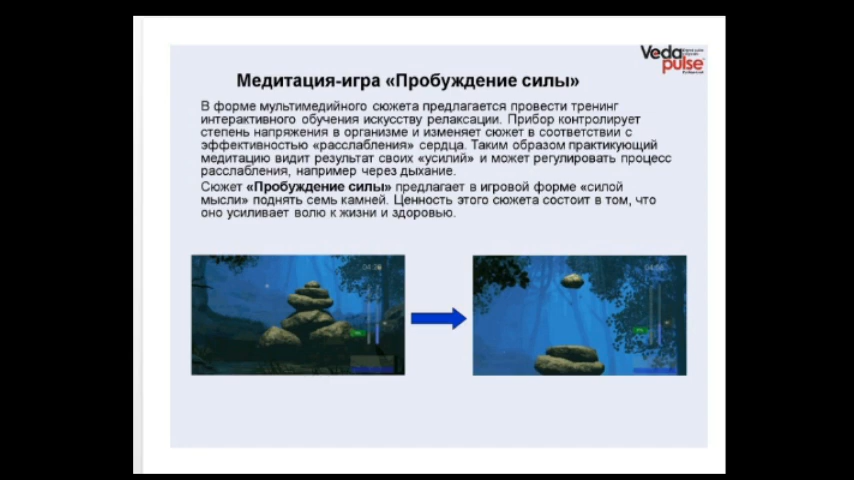 Veda
pulse
Медитация-игра «Пробуждение силы»
В форме мультимедийного сюжета предлагается провести тренинг
интерактивного обучения искусству релаксации. Прибор контролирует
степень напряжения в организме и изменяет сюжет в соответствии с
эффективностью «расслабления» сердца. Таким образом практикующий
медитацию видит результат своих «усилий» и может регулировать процесс
расслабления, например через дыхание.
Сюжет «Пробуждение силы» предлагает в игровой форме «силой
мысли» поднять семь камней. Ценность этого сюжета состоит в том, что
оно усиливает волю к жизни и здоровью.